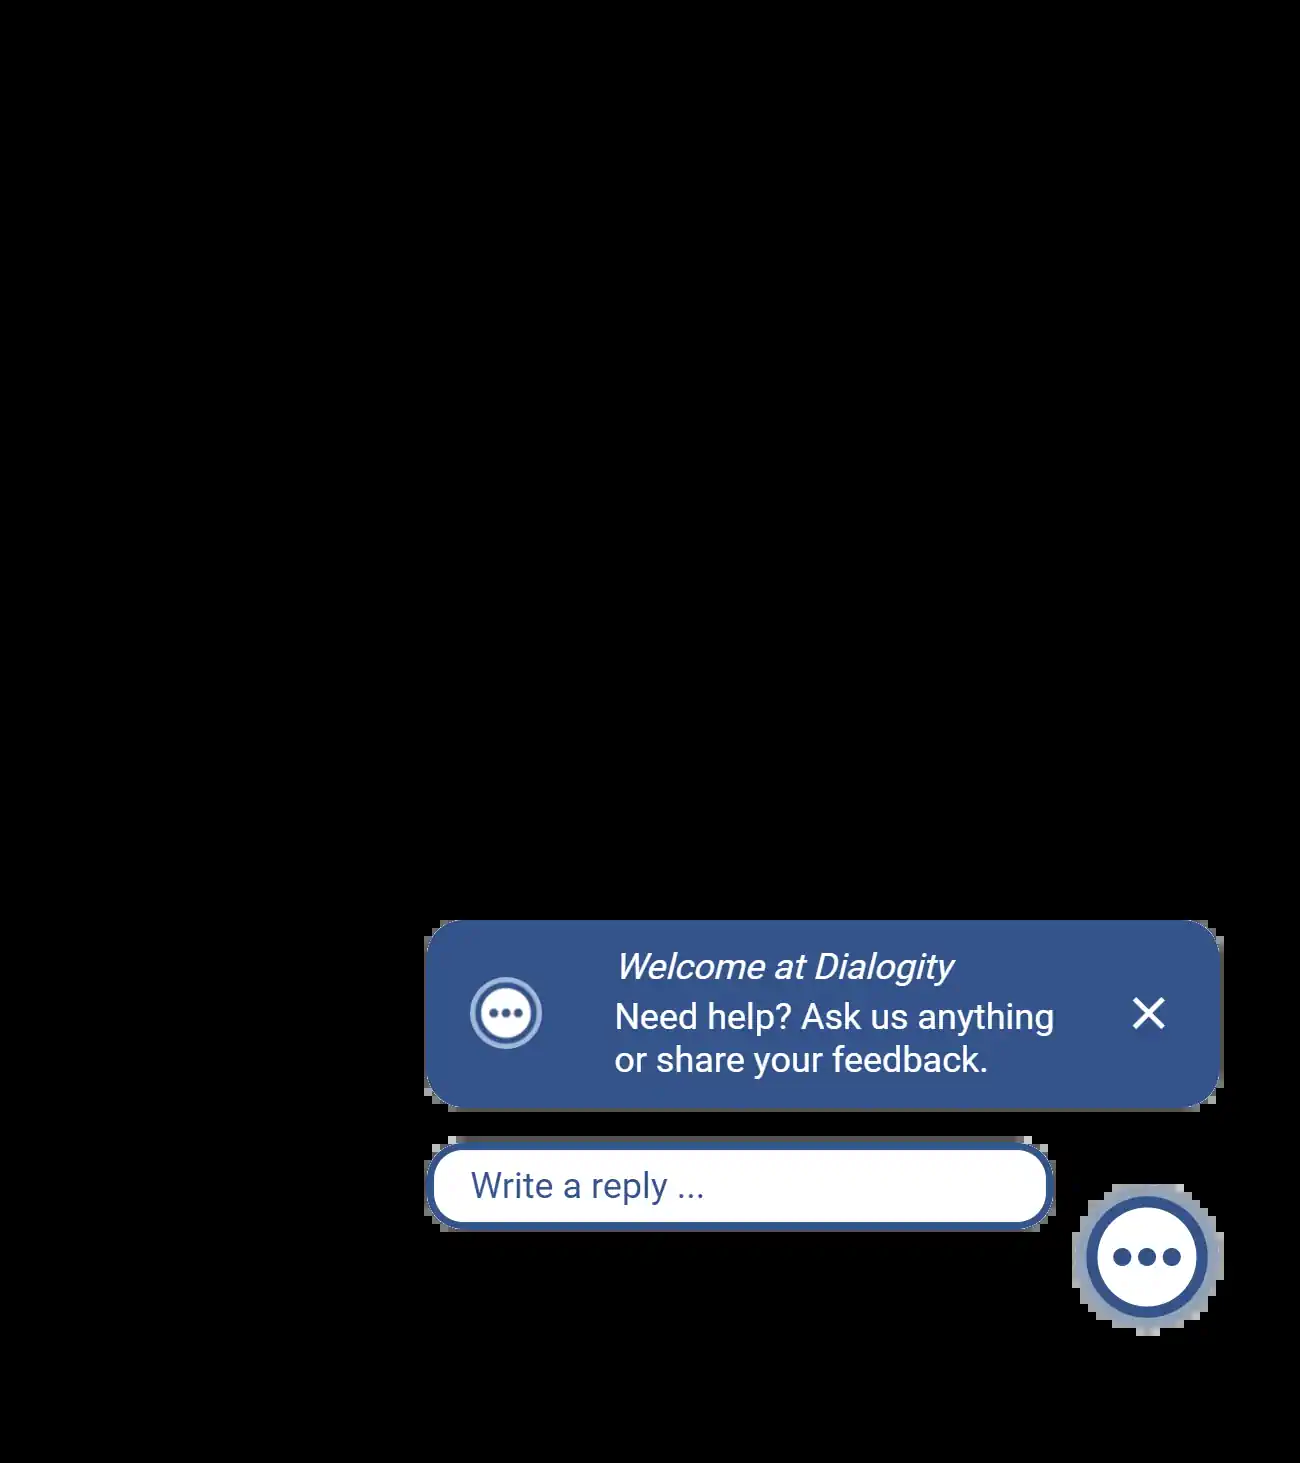 Welcome at Dialogity
Need help? Ask us anything
or share your feedback.
Write a reply ...